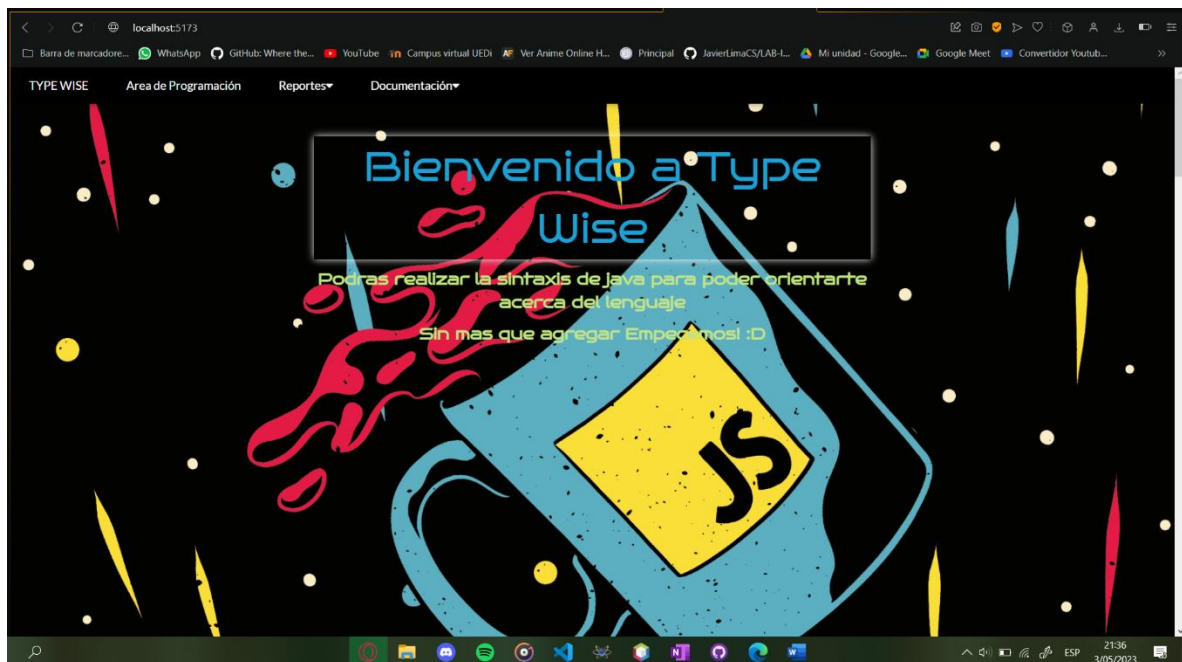 localhost:5173
Barra de marcadore... WhatsApp GitHub: Where the... YouTube Campus virtual UEDi Ver Anime Online H... Principal JavierLimaCS/LAB-I... Mi unidad - Google... Google Meet Convertidor Youtub...
TYPE WISE Area de Programación Reportes Documentación
Bienvenido a Type
Wise
Podras realizar la sintaxis de java para poder orientarte
acerca del lenguaje
Sin mas que agregar Empecemos! :D
JS
21:36
ESP
3/05/2023